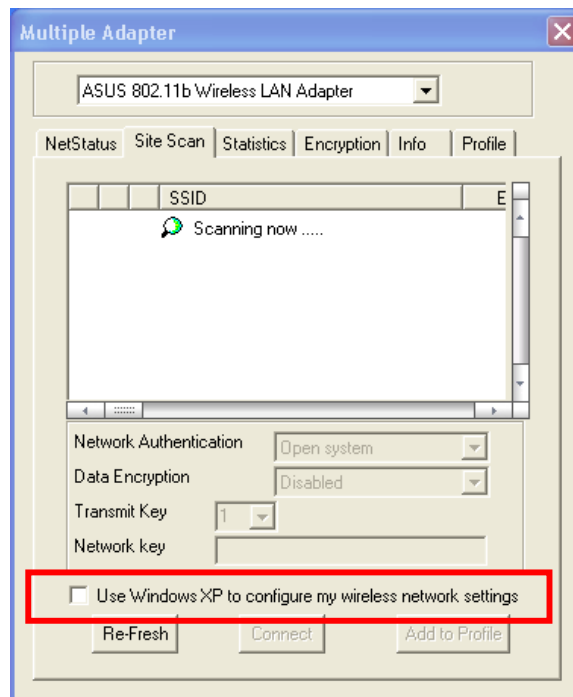 Multiple Adapter
ASUS 802.11b Wireless LAN Adapter
NetStatus Site Scan Statistics Encryption Info Profile
SSID E
Scanning now .....
Network Authentication Open system
Data Encryption Disabled
Transmit Key 1
Network key
Use Windows XP to configure my wireless network settings
Re-Fresh Connect Add to Profile